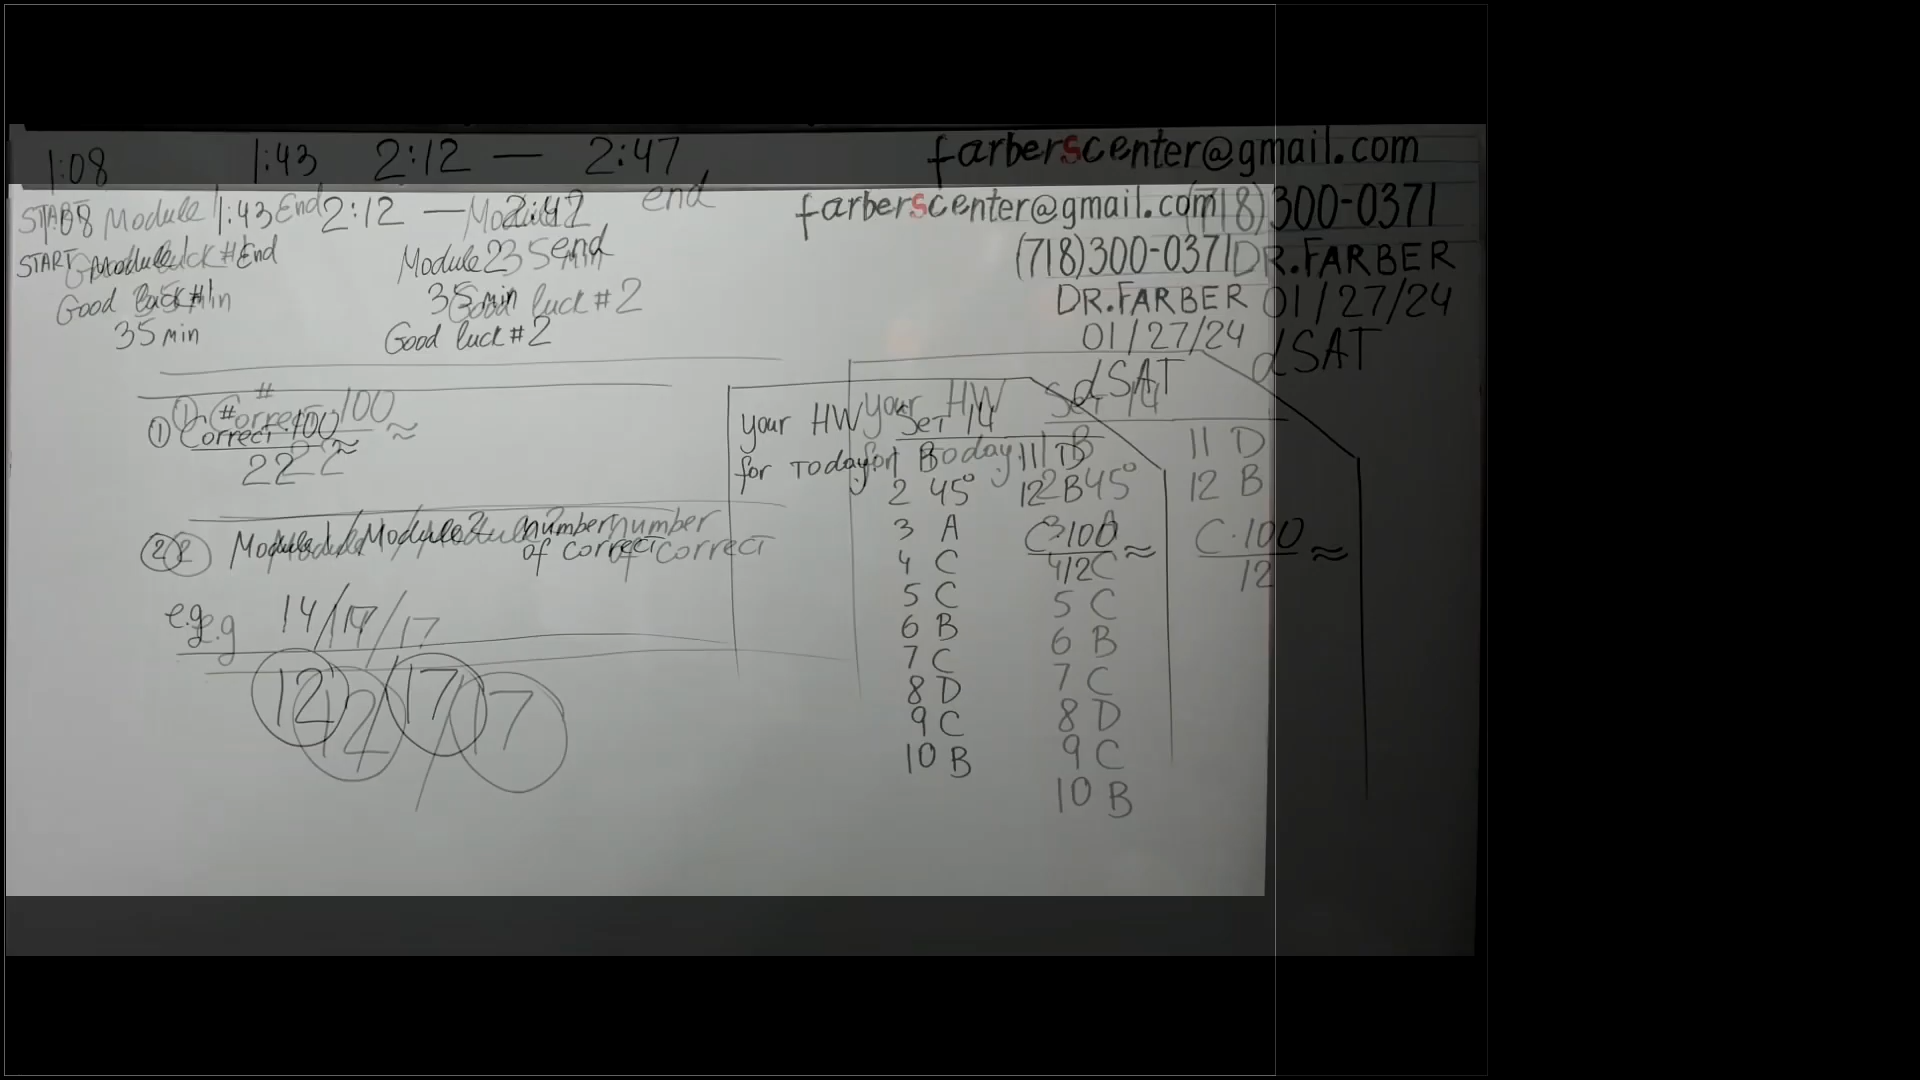 1:08 1:43 2:12 — 2:47
START Module 1 End
Module 2 end
Good luck #1
35 min
35 min
Good luck #2
farberscenter@gmail.com
(718)300-0371
DR.FARBER
01/27/24
dSAT
① # Correct · 100 ≈
22
② Module 1 / Module 2 number
of correct
e.g 14/17
12/17
your HW
for Today
Set 14
1 B
2 45°
3 A
4 C
5 C
6 B
7 C
8 D
9 C
10 B
11 D
12 B
C·100 ≈
12